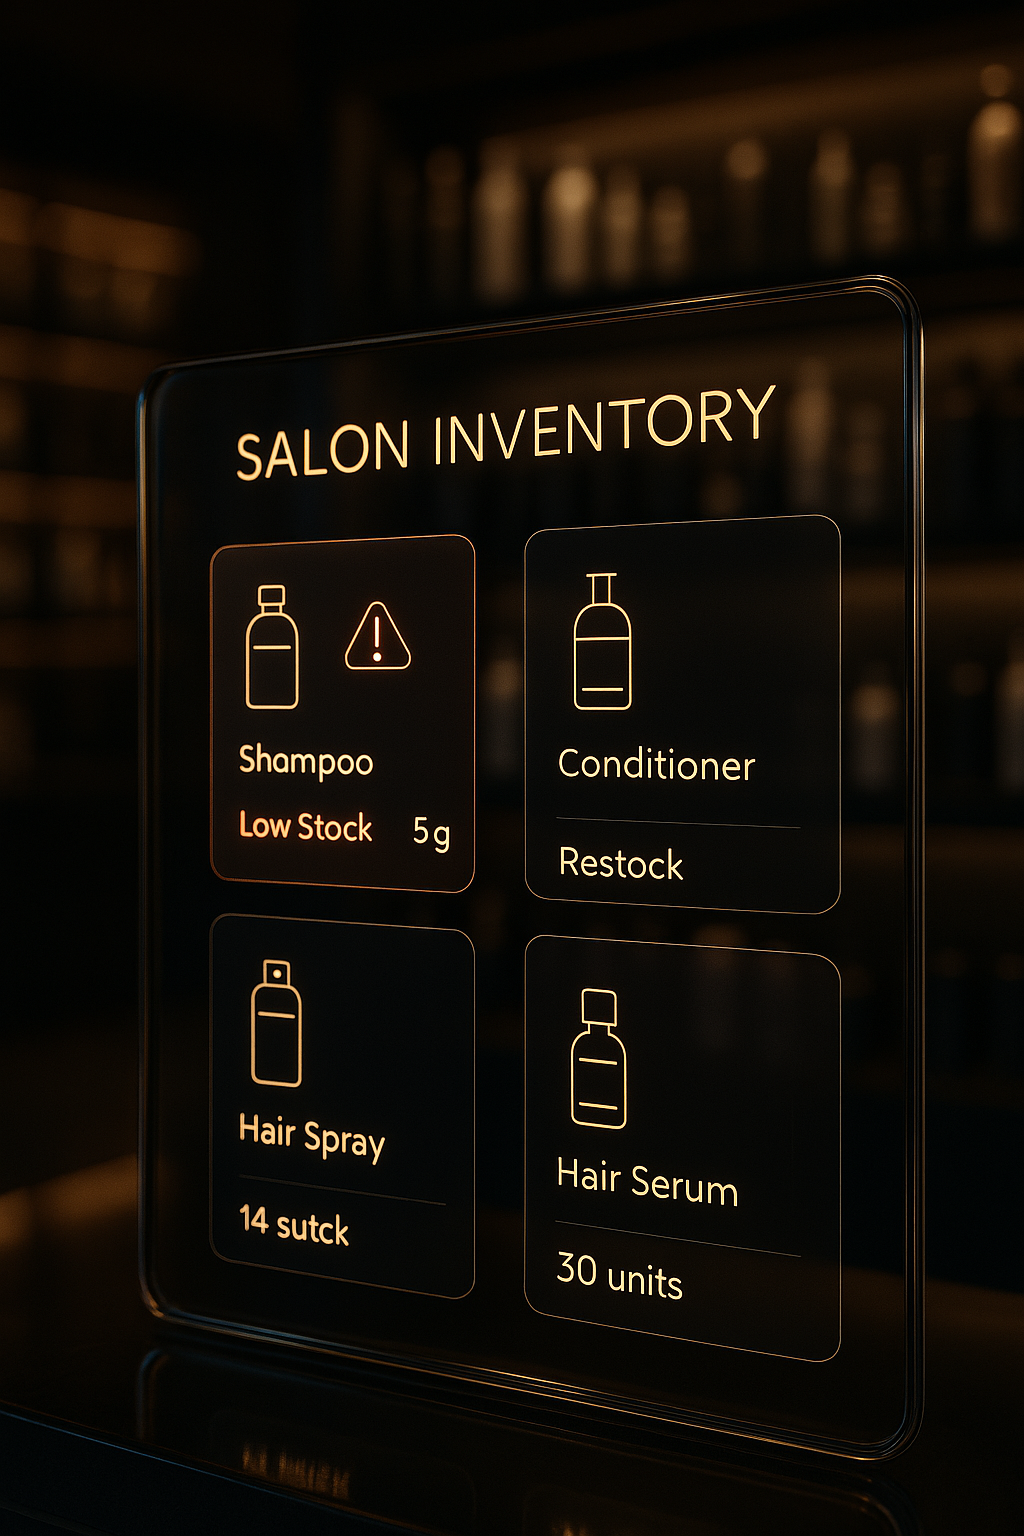 SALON INVENTORY
Shampoo
Low Stock 5g
Conditioner
Restock
Hair Spray
14 sutck
Hair Serum
30 units